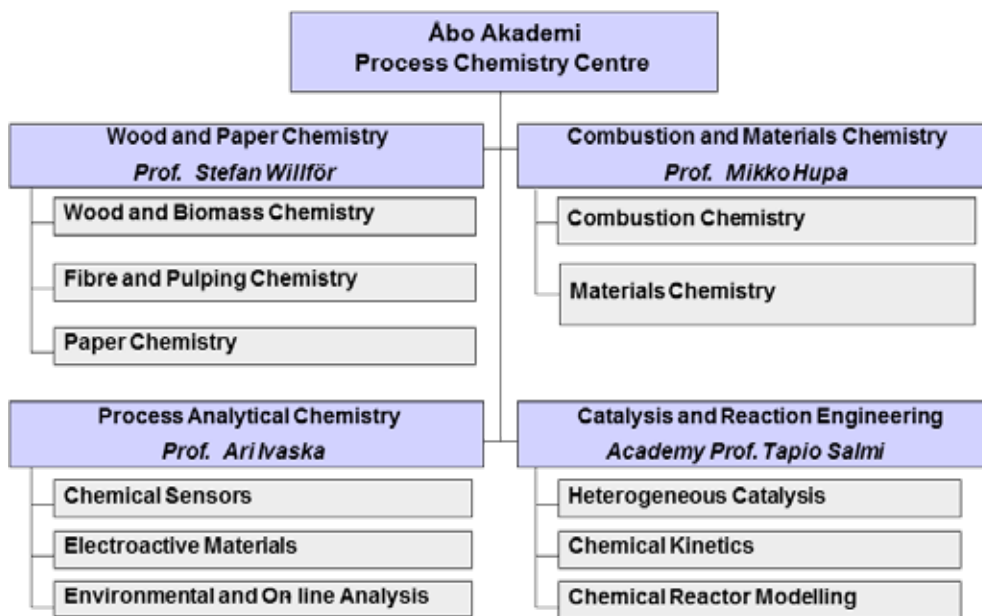 Åbo Akademi
Process Chemistry Centre
Wood and Paper Chemistry
Prof. Stefan Willför
Wood and Biomass Chemistry
Fibre and Pulping Chemistry
Paper Chemistry
Combustion and Materials Chemistry
Prof. Mikko Hupa
Combustion Chemistry
Materials Chemistry
Process Analytical Chemistry
Prof. Ari Ivaska
Chemical Sensors
Electroactive Materials
Environmental and On line Analysis
Catalysis and Reaction Engineering
Academy Prof. Tapio Salmi
Heterogeneous Catalysis
Chemical Kinetics
Chemical Reactor Modelling